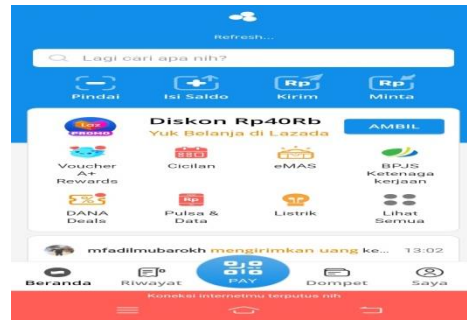 Refresh...
Lagi cari apa nih?
Pindai Isi Saldo Kirim Minta
Laz PROMO
Diskon Rp40Rb
Yuk Belanja di Lazada
AMBIL
Voucher A+ Rewards
Cicilan
eMAS
BPJS Ketenaga kerjaan
DANA Deals
Pulsa & Data
Listrik
Lihat Semua
mfadilmubarokh mengirimkan uang ke... 13:02
Beranda Riwayat PAY Dompet Saya
Koneksi internetmu terputus nih